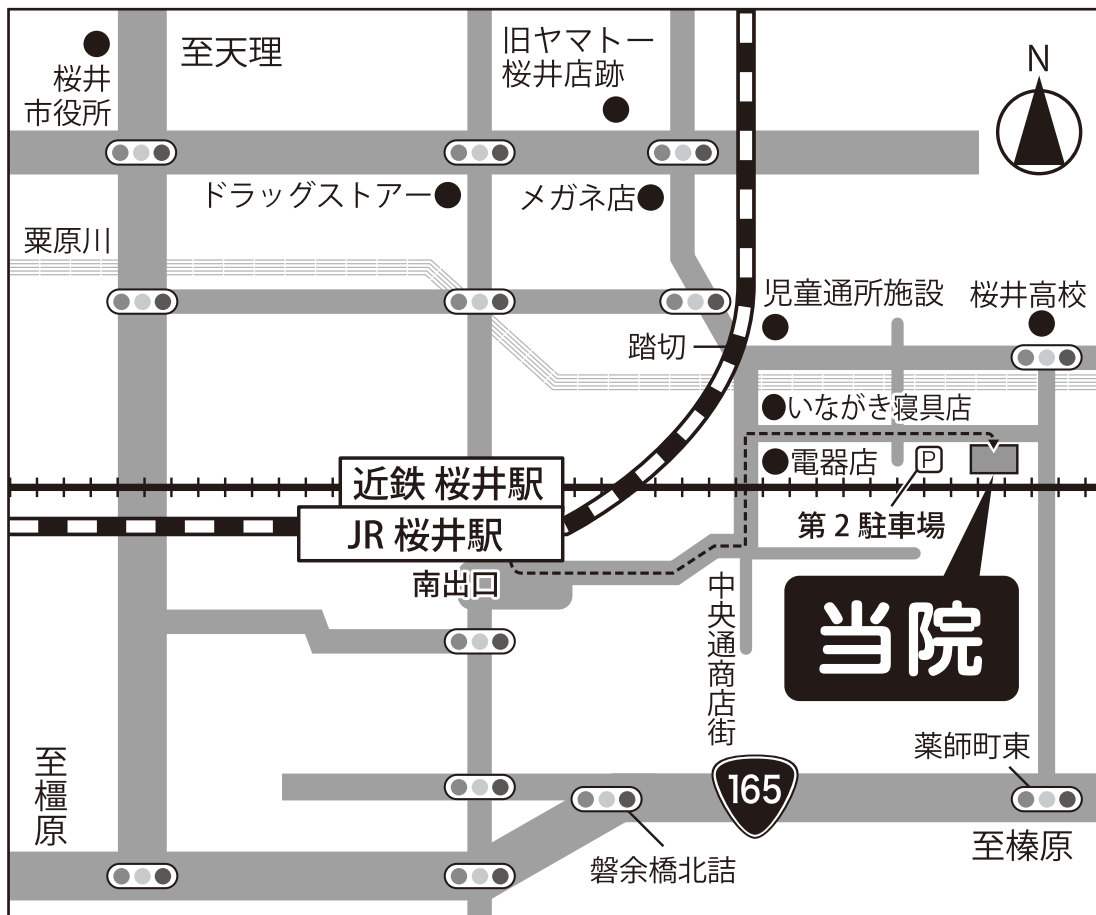 至天理
桜井
市役所
旧ヤマトー
桜井店跡
N
ドラッグストアー
メガネ店
粟原川
児童通所施設
桜井高校
踏切
いながき寝具店
電器店
P
近鉄 桜井駅
JR 桜井駅
第2駐車場
南出口
中央通商店街
当院
至橿原
薬師町東
165
至榛原
磐余橋北詰